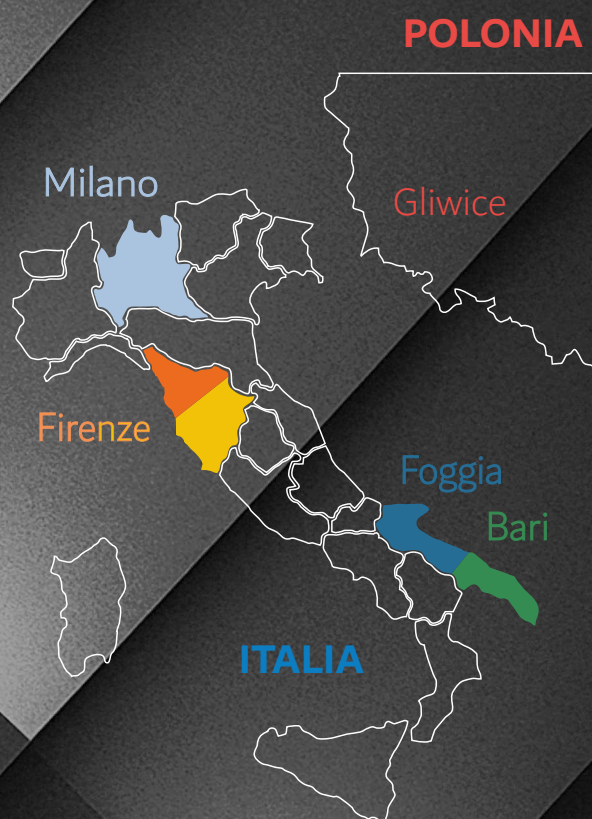 POLONIA
Milano
Gliwice
Firenze
Foggia
Bari
ITALIA